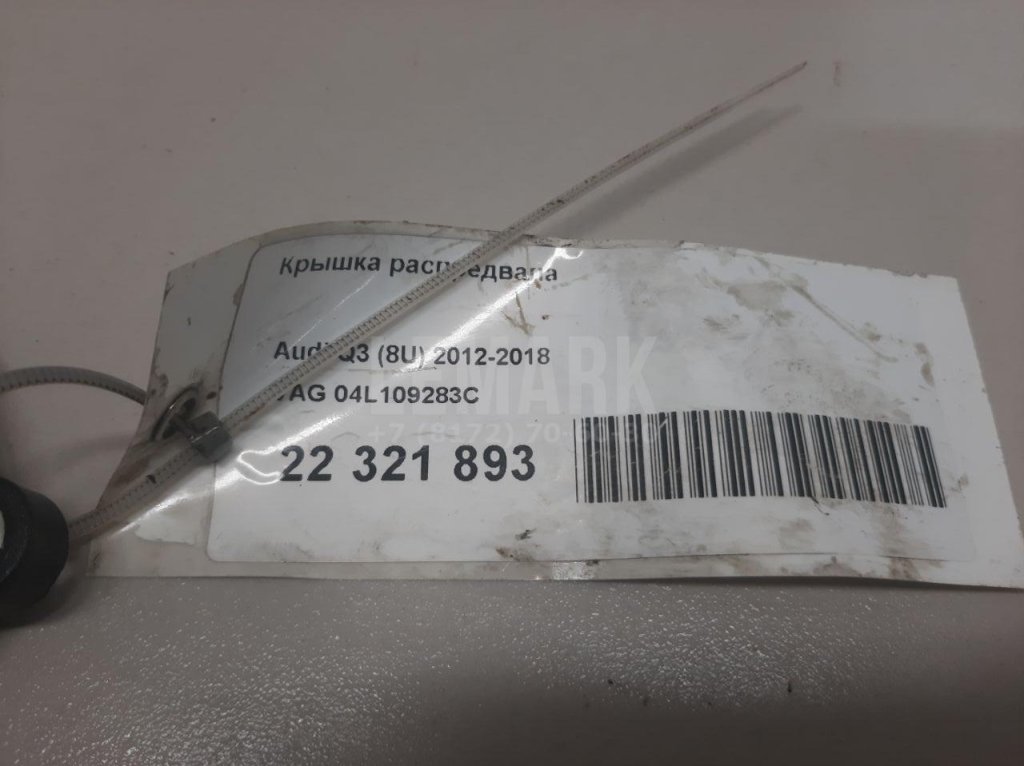 Крышка распредвала
Audi Q3 (8U) 2012-2018
VAG 04L109283C
22 321 893